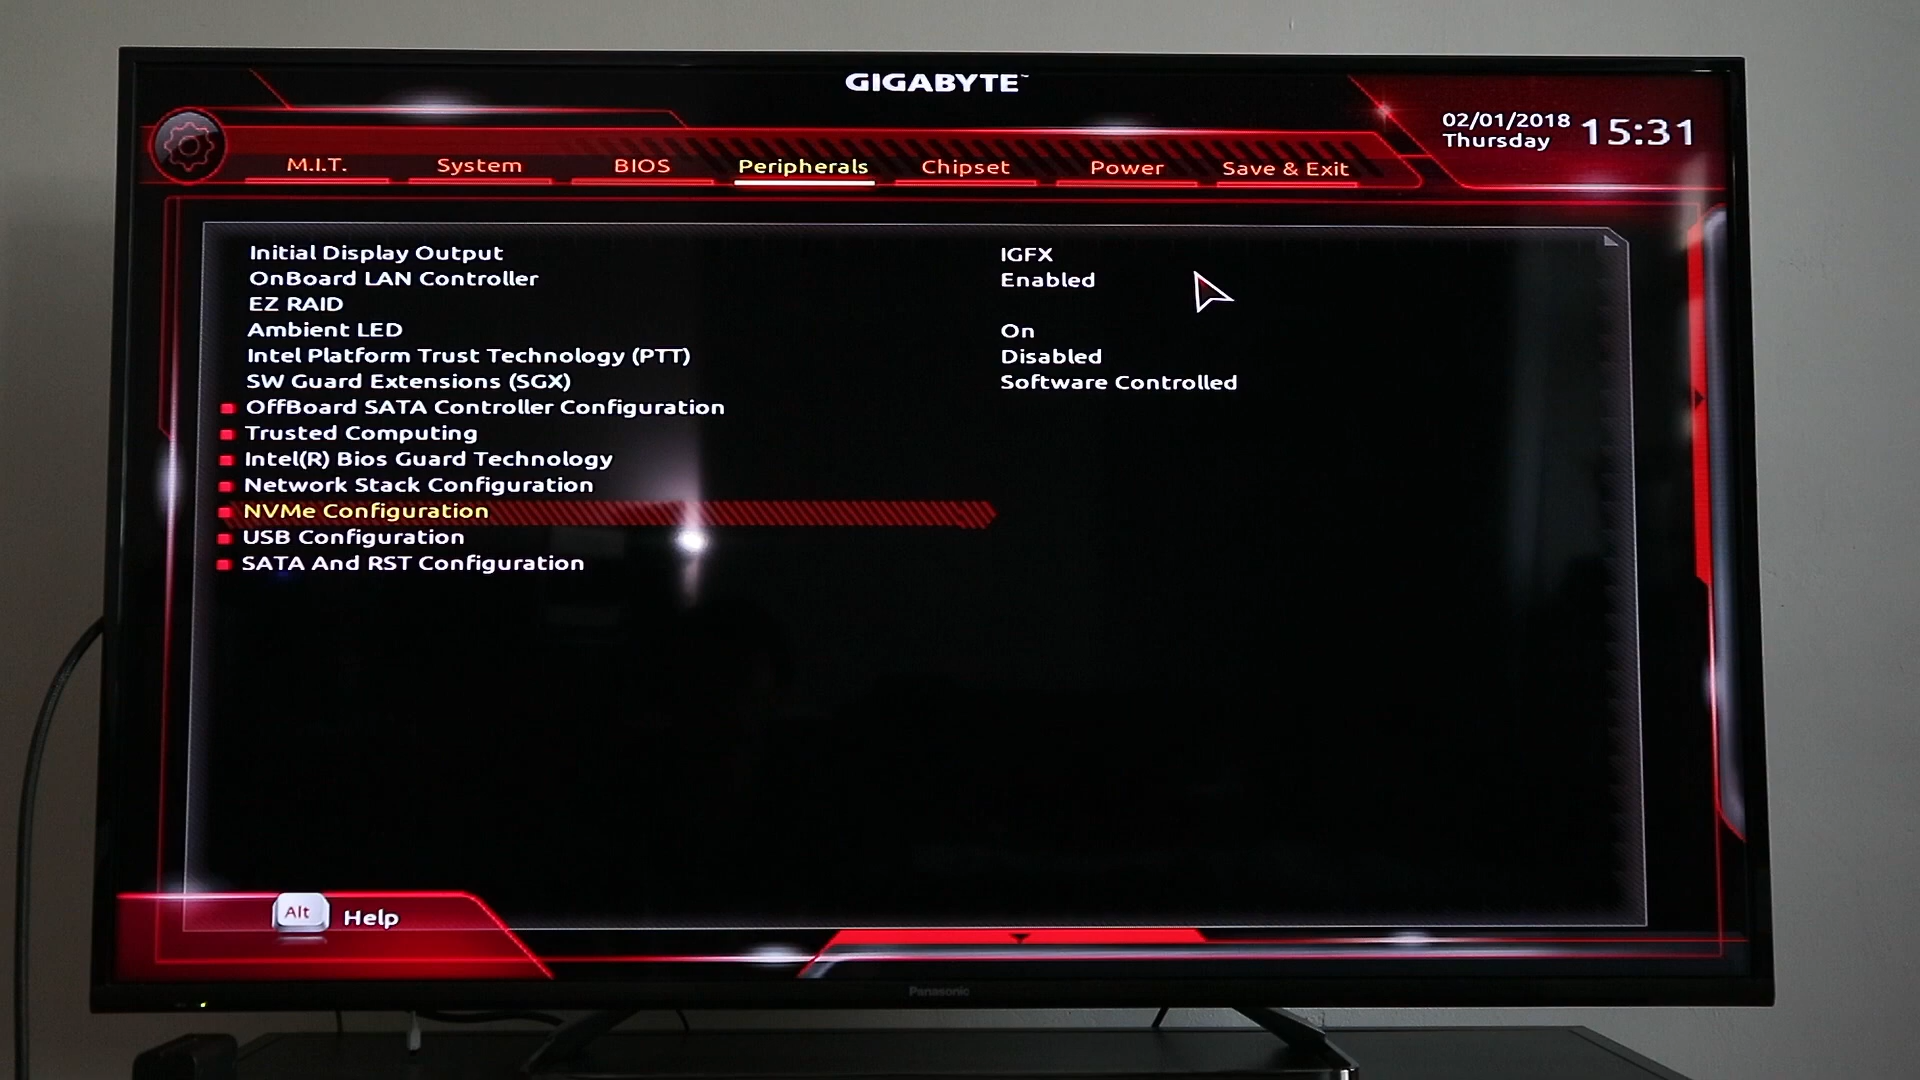 GIGABYTE™
02/01/2018
Thursday
15:31
M.I.T. System BIOS Peripherals Chipset Power Save & Exit
Initial Display Output IGFX
OnBoard LAN Controller Enabled
EZ RAID
Ambient LED On
Intel Platform Trust Technology (PTT) Disabled
SW Guard Extensions (SGX) Software Controlled
OffBoard SATA Controller Configuration
Trusted Computing
Intel(R) Bios Guard Technology
Network Stack Configuration
NVMe Configuration
USB Configuration
SATA And RST Configuration
Alt Help
Panasonic